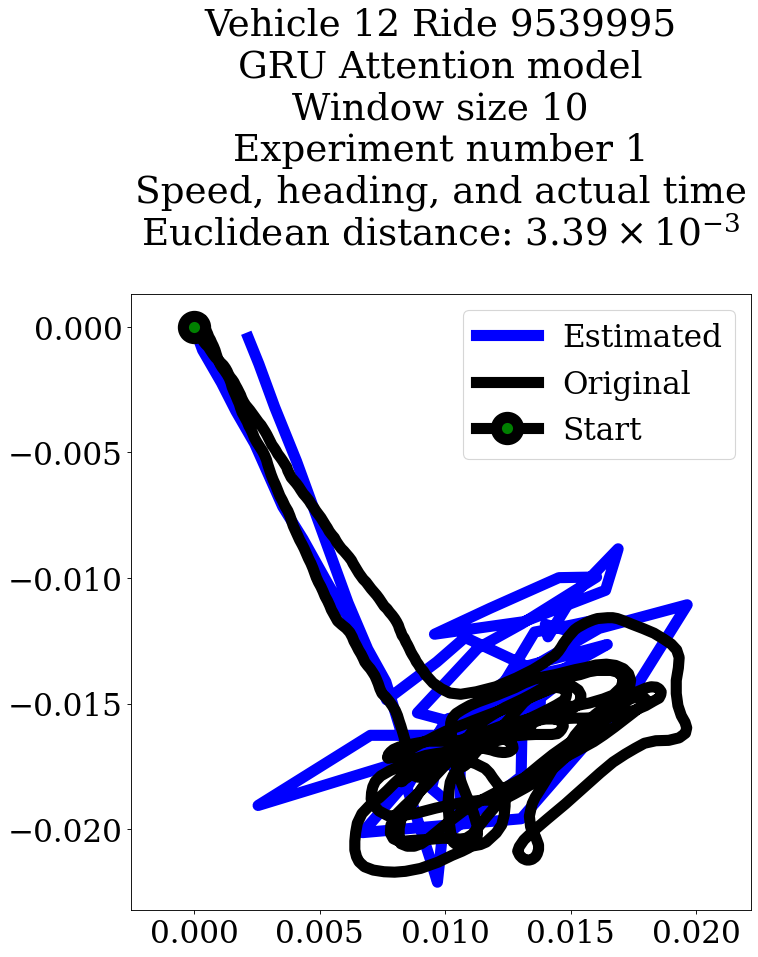 Vehicle 12 Ride 9539995
GRU Attention model
Window size 10
Experiment number 1
Speed, heading, and actual time
Euclidean distance: 3.39 × 10⁻³
Estimated
Original
Start
0.000
−0.005
−0.010
−0.015
−0.020
0.000 0.005 0.010 0.015 0.020